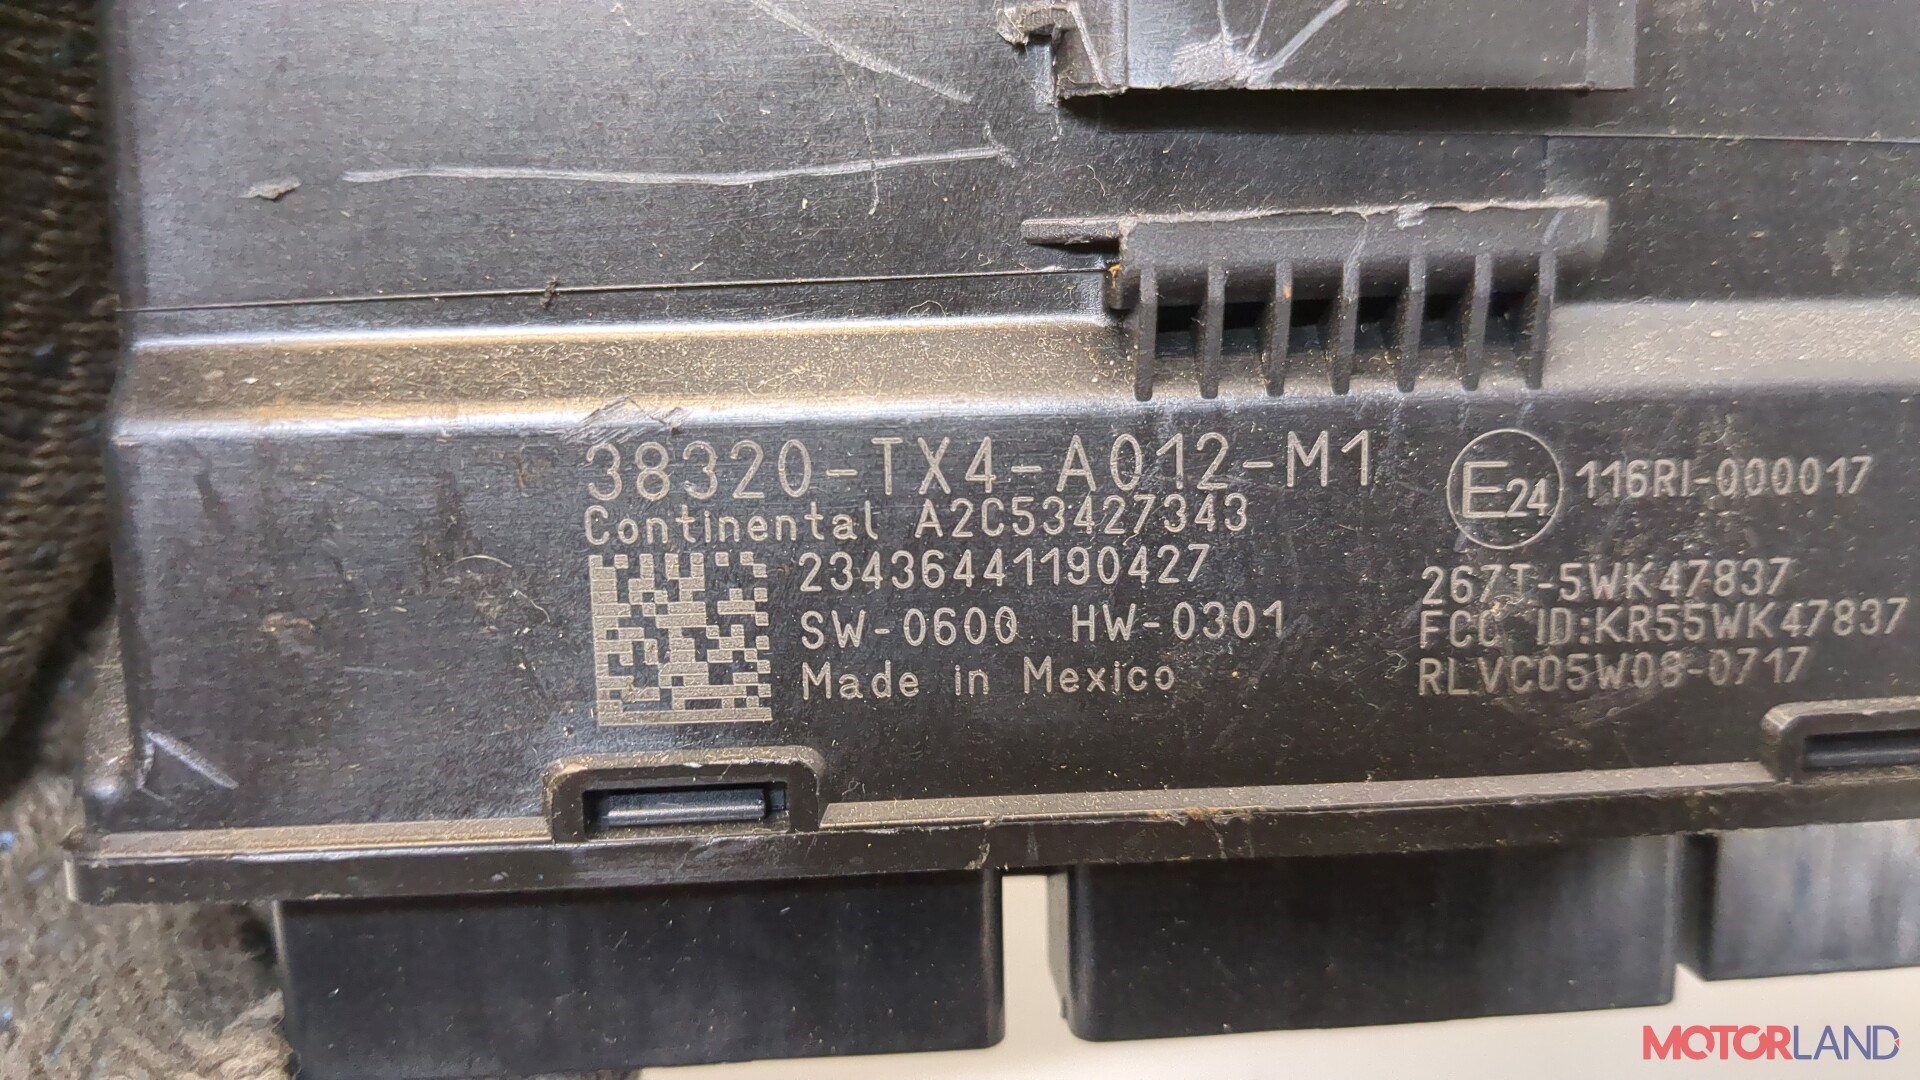 38320-TX4-A012-M1
Continental A2C53427343
23436441190427
SW-0600 HW-0301
Made in Mexico
E24 116RI-000017
267T-5WK47837
FCC ID:KR55WK47837
RLVC05W08-0717
MOTORLAND